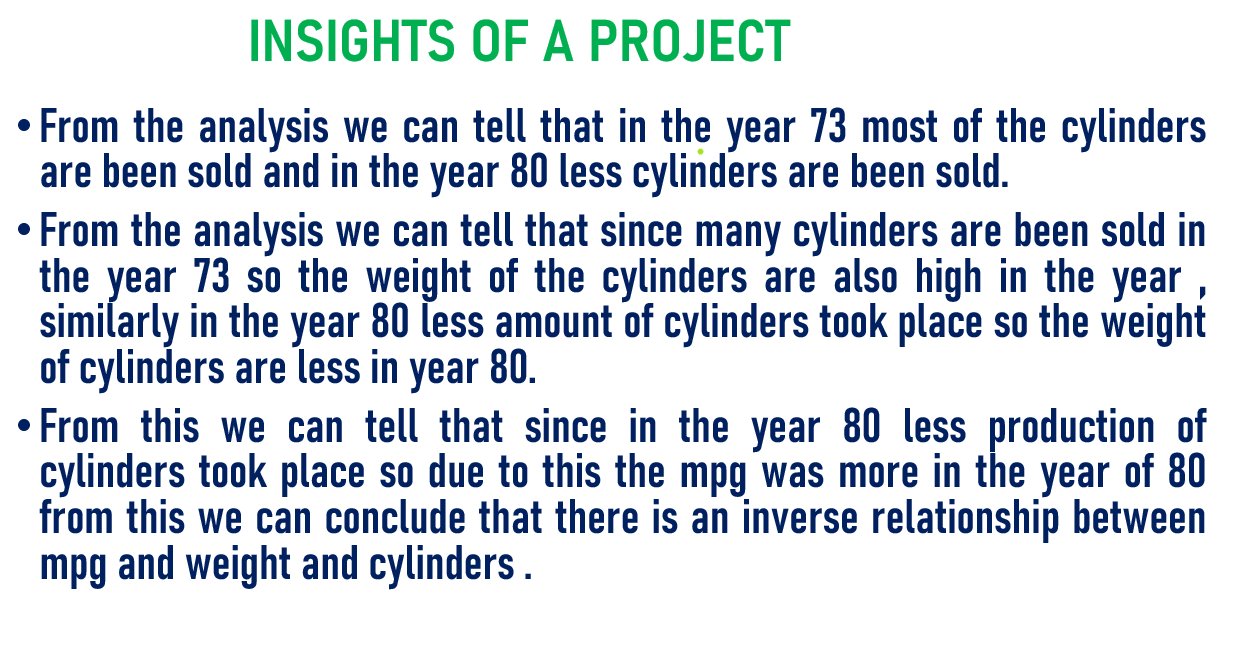 INSIGHTS OF A PROJECT
• From the analysis we can tell that in the year 73 most of the cylinders
are been sold and in the year 80 less cylinders are been sold.
• From the analysis we can tell that since many cylinders are been sold in
the year 73 so the weight of the cylinders are also high in the year ,
similarly in the year 80 less amount of cylinders took place so the weight
of cylinders are less in year 80.
• From this we can tell that since in the year 80 less production of
cylinders took place so due to this the mpg was more in the year of 80
from this we can conclude that there is an inverse relationship between
mpg and weight and cylinders .